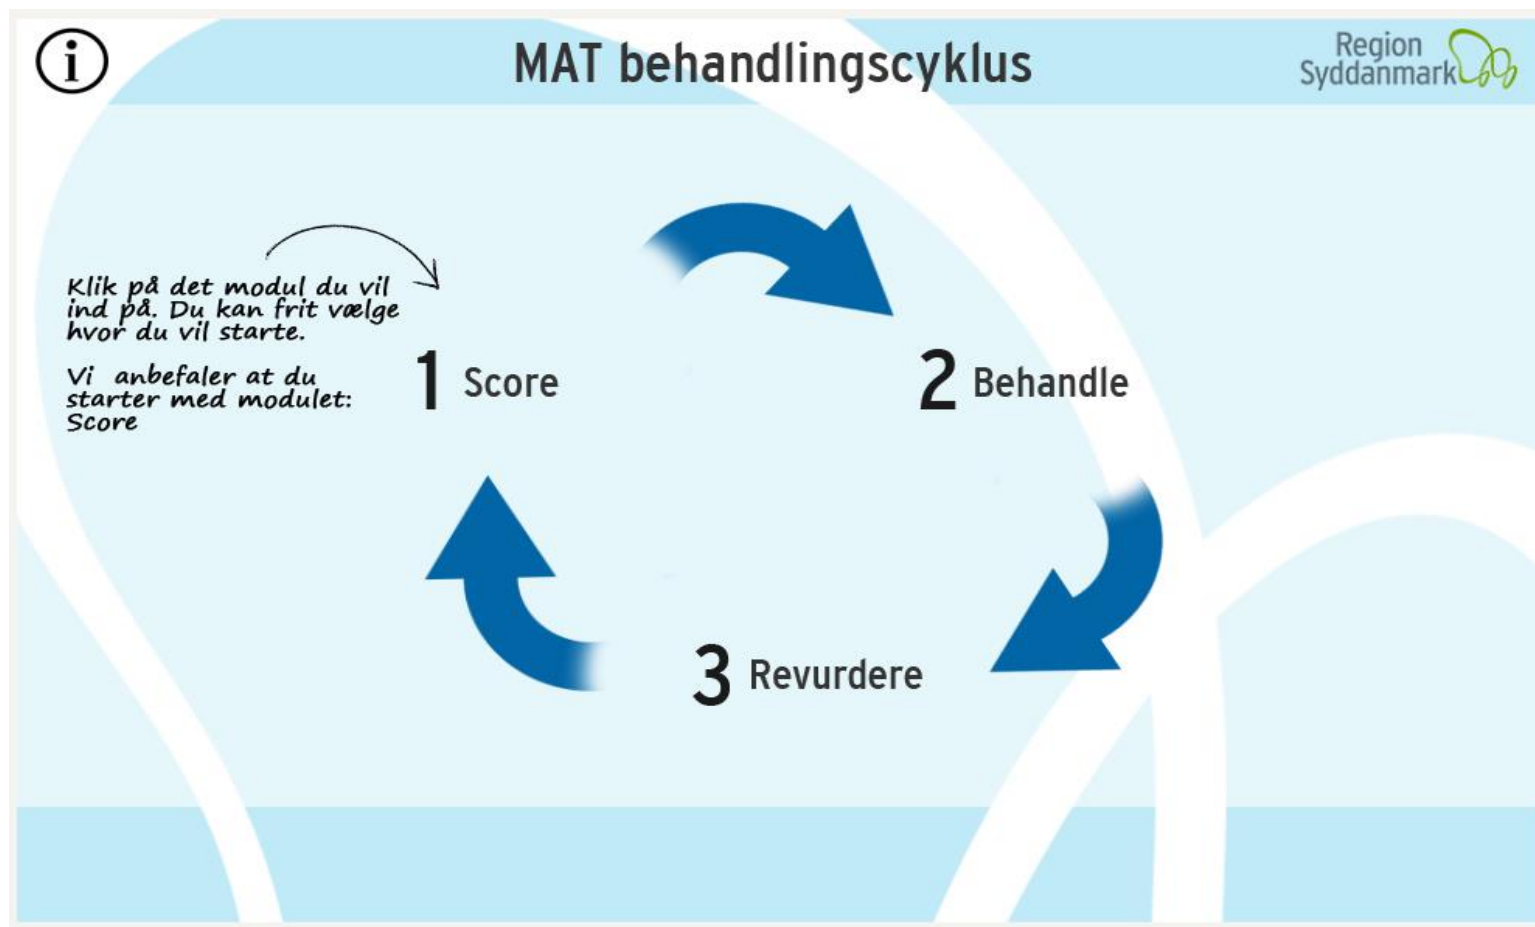 i
MAT behandlingscyklus
Region
Syddanmark
Klik på det modul du vil
ind på. Du kan frit vælge
hvor du vil starte.
Vi anbefaler at du
starter med modulet:
Score
1 Score
2 Behandle
3 Revurdere